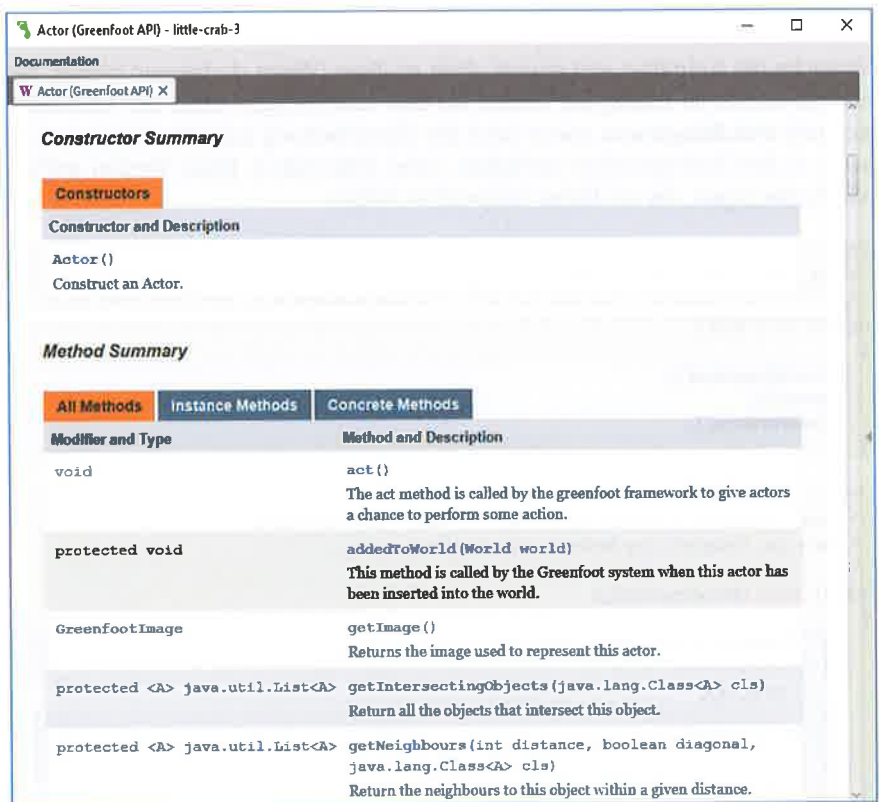 Actor (Greenfoot API) - little-crab-3
Documentation
W Actor (Greenfoot API) X
Constructor Summary
Constructors
Constructor and Description
Actor()
Construct an Actor.
Method Summary
All Methods Instance Methods Concrete Methods
Modifier and Type Method and Description
void act()
The act method is called by the greenfoot framework to give actors
a chance to perform some action.
protected void addedToWorld(World world)
This method is called by the Greenfoot system when this actor has
been inserted into the world.
GreenfootImage getImage()
Returns the image used to represent this actor.
protected <A> java.util.List<A> getIntersectingObjects(java.lang.Class<A> cls)
Return all the objects that intersect this object.
protected <A> java.util.List<A> getNeighbours(int distance, boolean diagonal,
java.lang.Class<A> cls)
Return the neighbours to this object within a given distance.